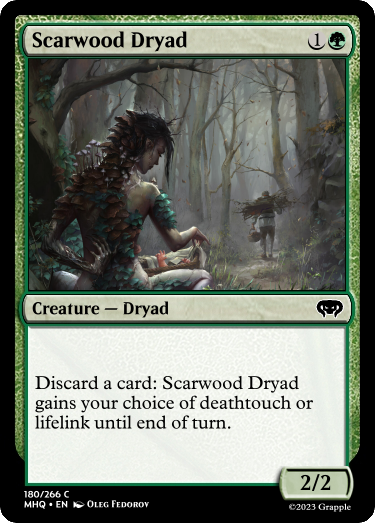 Scarwood Dryad 1
Creature — Dryad
Discard a card: Scarwood Dryad
gains your choice of deathtouch or
lifelink until end of turn.
2/2
180/266 C
MHQ • EN Oleg Fedorov
©2023 Grapple